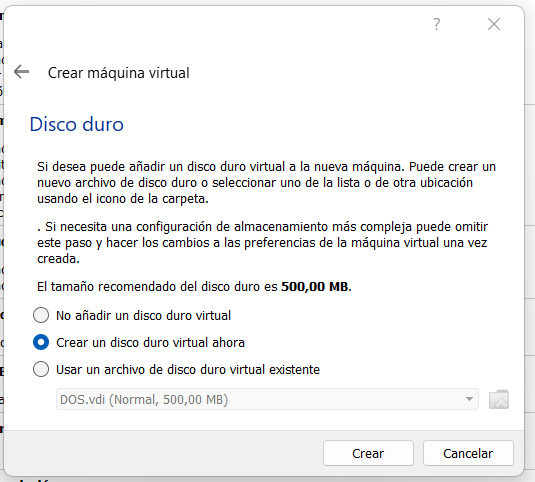 ?
Crear máquina virtual
Disco duro
Si desea puede añadir un disco duro virtual a la nueva máquina. Puede crear un
nuevo archivo de disco duro o seleccionar uno de la lista o de otra ubicación
usando el icono de la carpeta.
. Si necesita una configuración de almacenamiento más compleja puede omitir
este paso y hacer los cambios a las preferencias de la máquina virtual una vez
creada.
El tamaño recomendado del disco duro es 500,00 MB.
No añadir un disco duro virtual
Crear un disco duro virtual ahora
Usar un archivo de disco duro virtual existente
DOS.vdi (Normal, 500,00 MB)
Crear
Cancelar